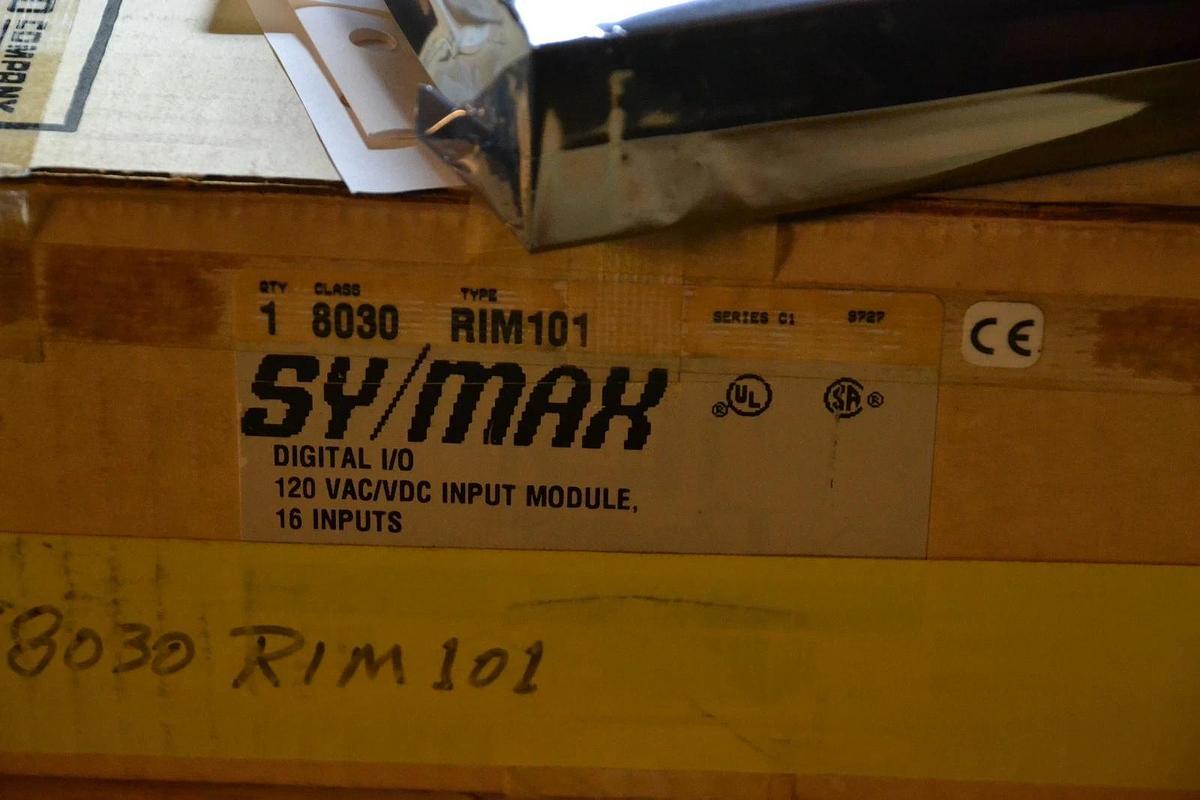 COMPANY
QTY CLASS TYPE
1 8030 RIM101 SERIES C1 9727
CE
SY/MAX
® UL SA ®
DIGITAL I/O
120 VAC/VDC INPUT MODULE,
16 INPUTS
8030 RIM 101